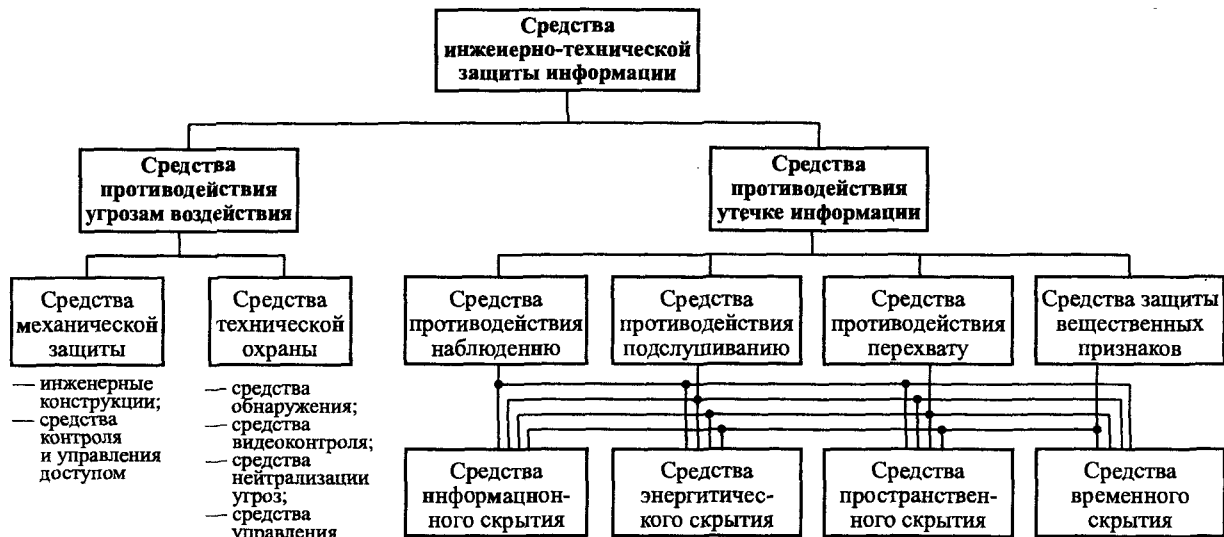 Средства
инженерно-технической
защиты информации
Средства
противодействия
угрозам воздействия
Средства
противодействия
утечке информации
Средства
механической
защиты
Средства
технической
охраны
Средства
противодействия
наблюдению
Средства
противодействия
подслушиванию
Средства
противодействия
перехвату
Средства защиты
вещественных
признаков
— инженерные
конструкции;
— средства
контроля
и управления
доступом
— средства
обнаружения;
— средства
видеоконтроля;
— средства
нейтрализации
угроз;
— средства
управления
Средства
информацион-
ного скрытия
Средства
энергитичес-
кого скрытия
Средства
пространствен-
ного скрытия
Средства
временного
скрытия